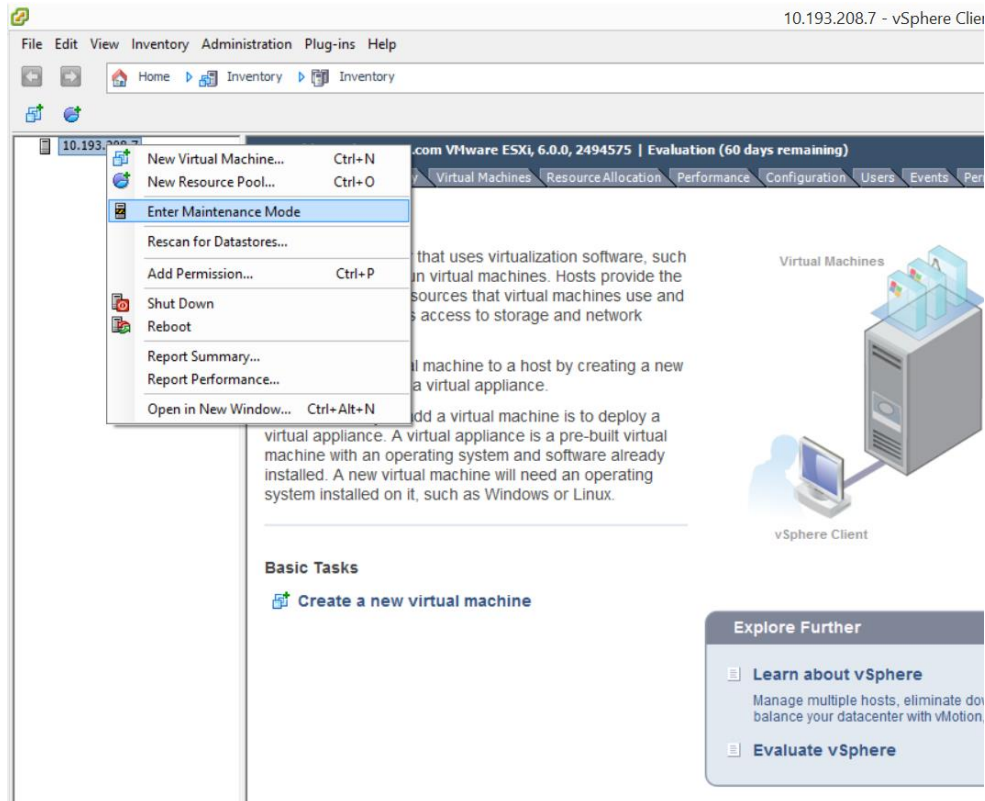 10.193.208.7 - vSphere Clie
File Edit View Inventory Administration Plug-ins Help
Home Inventory Inventory
10.193.208.7
.com VMware ESXi, 6.0.0, 2494575 | Evaluation (60 days remaining)
Virtual Machines Resource Allocation Performance Configuration Users Events
New Virtual Machine... Ctrl+N
New Resource Pool... Ctrl+O
Enter Maintenance Mode
Rescan for Datastores...
Add Permission... Ctrl+P
Shut Down
Reboot
Report Summary...
Report Performance...
Open in New Window... Ctrl+Alt+N
that uses virtualization software, such
un virtual machines. Hosts provide the
sources that virtual machines use and
s access to storage and network
al machine to a host by creating a new
a virtual appliance.
dd a virtual machine is to deploy a
virtual appliance. A virtual appliance is a pre-built virtual
machine with an operating system and software already
installed. A new virtual machine will need an operating
system installed on it, such as Windows or Linux.
Basic Tasks
Create a new virtual machine
Virtual Machines
vSphere Client
Explore Further
Learn about vSphere
Manage multiple hosts, eliminate dow
balance your datacenter with vMotion,
Evaluate vSphere